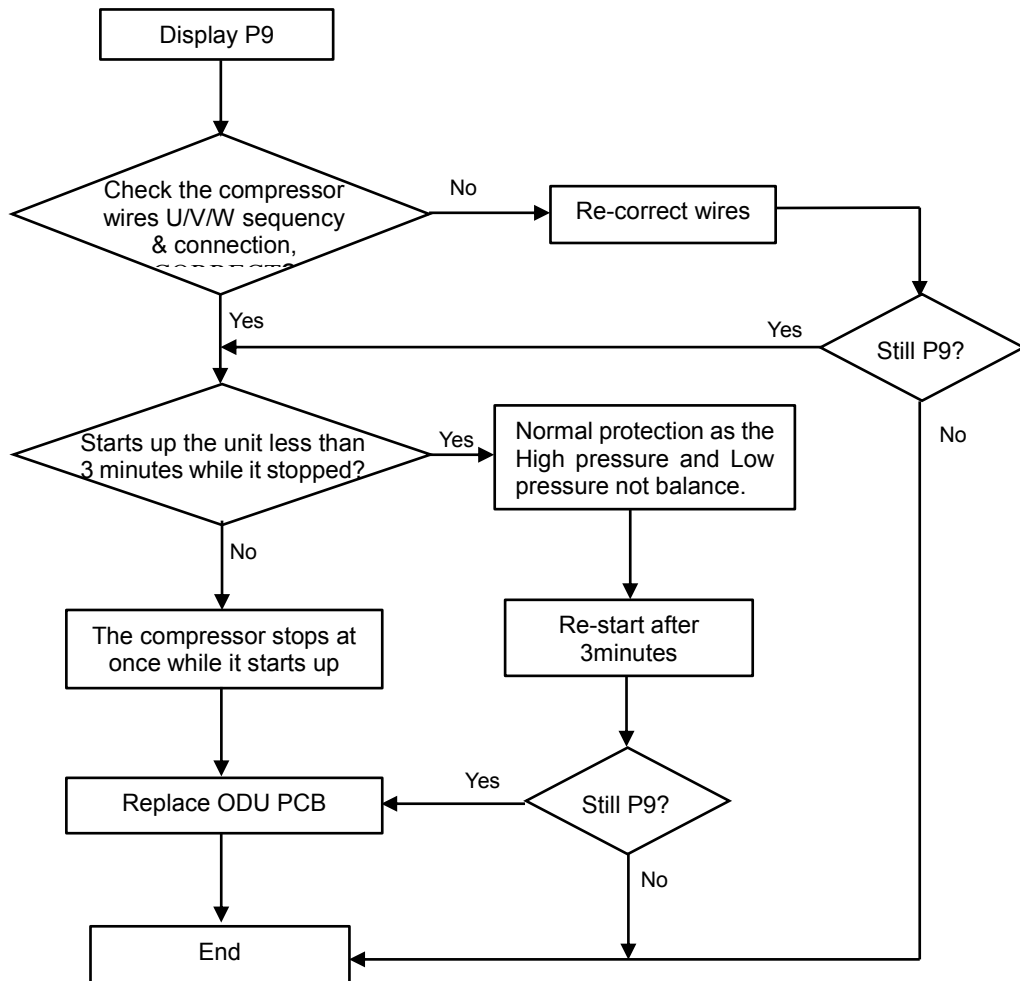 Display P9
Check the compressor
wires U/V/W sequency
& connection,
CORRECT?
No
Re-correct wires
Yes
Yes
Still P9?
No
Starts up the unit less than
3 minutes while it stopped?
Yes
Normal protection as the
High pressure and Low
pressure not balance.
No
The compressor stops at
once while it starts up
Re-start after
3minutes
Replace ODU PCB
Yes
Still P9?
No
End